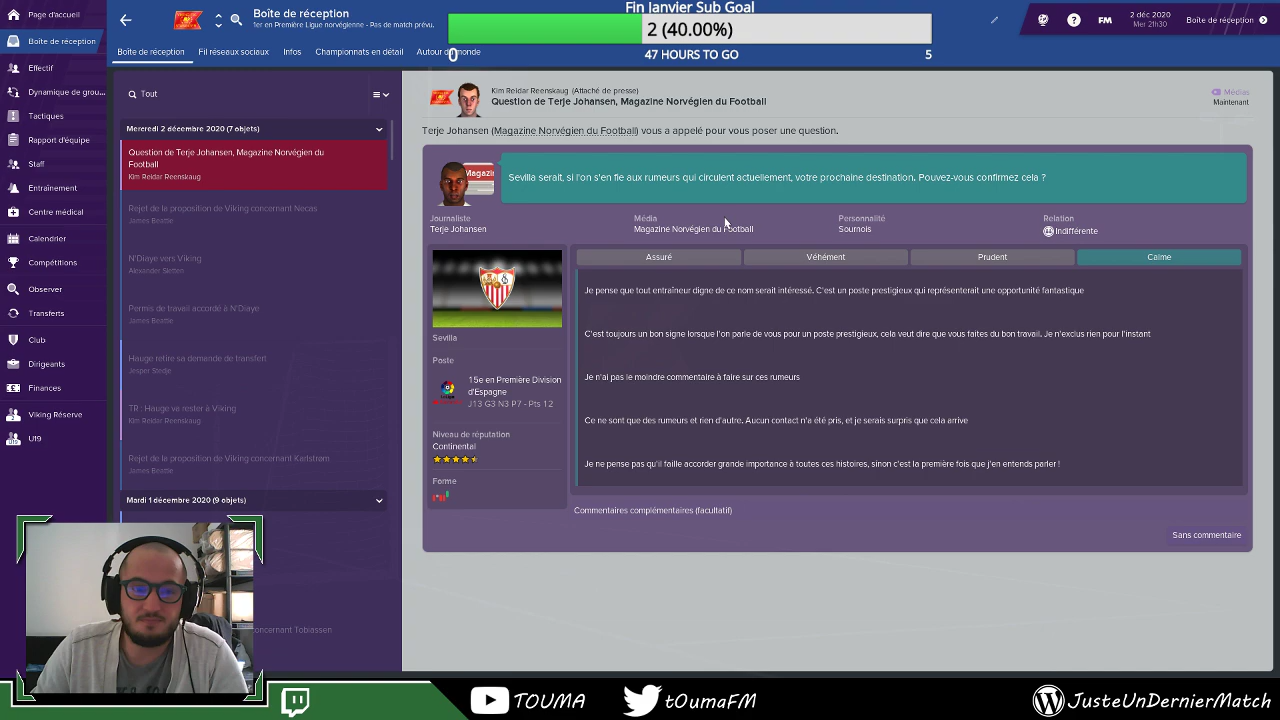 Fin Janvier Sub Goal
Page d'accueil
Boîte de réception
1er en Première Ligue norvégienne - Pas de match prévu.
2 (40.00%)
0
47 HOURS TO GO
5
FM
2 déc 2020
Mer 21h30
Boîte de réception
Boîte de réception
Fil réseaux sociaux
Infos
Championnats en détail
Autour du monde
Boîte de réception
Effectif
Dynamique de grou...
Tactiques
Rapport d'équipe
Staff
Entraînement
Centre médical
Calendrier
Compétitions
Observer
Transferts
Club
Dirigeants
Finances
Viking Réserve
U19
Tout
Mercredi 2 décembre 2020 (7 objets)
Question de Terje Johansen, Magazine Norvégien du
Football
Kim Reidar Reenskaug
Rejet de la proposition de Viking concernant Necas
James Beattie
N'Diaye vers Viking
Alexander Sletten
Permis de travail accordé à N'Diaye
James Beattie
Hauge retire sa demande de transfert
Jesper Stedje
TR : Hauge va rester à Viking
Kim Reidar Reenskaug
Rejet de la proposition de Viking concernant Karlstrøm
James Beattie
Mardi 1 décembre 2020 (9 objets)
concernant Tobiassen
Kim Reidar Reenskaug (Attaché de presse)
Question de Terje Johansen, Magazine Norvégien du Football
Médias
Maintenant
Terje Johansen (Magazine Norvégien du Football) vous a appelé pour vous poser une question.
Magazin
Sevilla serait, si l'on s'en fie aux rumeurs qui circulent actuellement, votre prochaine destination. Pouvez-vous confirmez cela ?
Journaliste
Terje Johansen
Média
Magazine Norvégien du Football
Personnalité
Sournois
Relation
Indifférente
Sevilla
Poste
15e en Première Division
d'Espagne
J13 G3 N3 P7 - Pts 12
Niveau de réputation
Continental
Forme
Assuré
Véhément
Prudent
Calme
Je pense que tout entraîneur digne de ce nom serait intéressé. C'est un poste prestigieux qui représenterait une opportunité fantastique
C'est toujours un bon signe lorsque l'on parle de vous pour un poste prestigieux, cela veut dire que vous faites du bon travail. Je n'exclus rien pour l'instant
Je n'ai pas le moindre commentaire à faire sur ces rumeurs
Ce ne sont que des rumeurs et rien d'autre. Aucun contact n'a été pris, et je serais surpris que cela arrive
Je ne pense pas qu'il faille accorder grande importance à toutes ces histoires, sinon c'est la première fois que j'en entends parler !
Commentaires complémentaires (facultatif)
Sans commentaire
TOUMA
tOumaFM
JusteUnDernierMatch